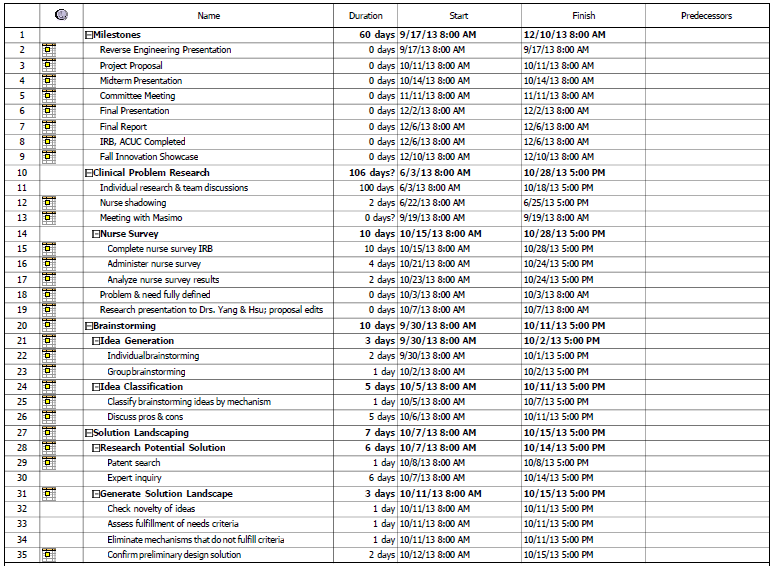 Name Duration Start Finish Predecessors
1 Milestones 60 days 9/17/13 8:00 AM 12/10/13 8:00 AM
2 Reverse Engineering Presentation 0 days 9/17/13 8:00 AM 9/17/13 8:00 AM
3 Project Proposal 0 days 10/11/13 8:00 AM 10/11/13 8:00 AM
4 Midterm Presentation 0 days 10/14/13 8:00 AM 10/14/13 8:00 AM
5 Committee Meeting 0 days 11/11/13 8:00 AM 11/11/13 8:00 AM
6 Final Presentation 0 days 12/2/13 8:00 AM 12/2/13 8:00 AM
7 Final Report 0 days 12/6/13 8:00 AM 12/6/13 8:00 AM
8 IRB, ACUC Completed 0 days 12/6/13 8:00 AM 12/6/13 8:00 AM
9 Fall Innovation Showcase 0 days 12/10/13 8:00 AM 12/10/13 8:00 AM
10 Clinical Problem Research 106 days? 6/3/13 8:00 AM 10/28/13 5:00 PM
11 Individual research & team discussions 100 days 6/3/13 8:00 AM 10/18/13 5:00 PM
12 Nurse shadowing 2 days 6/22/13 8:00 AM 6/25/13 5:00 PM
13 Meeting with Masimo 0 days? 9/19/13 8:00 AM 9/19/13 8:00 AM
14 Nurse Survey 10 days 10/15/13 8:00 AM 10/28/13 5:00 PM
15 Complete nurse survey IRB 10 days 10/15/13 8:00 AM 10/28/13 5:00 PM
16 Administer nurse survey 4 days 10/21/13 8:00 AM 10/24/13 5:00 PM
17 Analyze nurse survey results 2 days 10/23/13 8:00 AM 10/24/13 5:00 PM
18 Problem & need fully defined 0 days 10/3/13 8:00 AM 10/3/13 8:00 AM
19 Research presentation to Drs. Yang & Hsu; proposal edits 0 days 10/7/13 8:00 AM 10/7/13 8:00 AM
20 Brainstorming 10 days 9/30/13 8:00 AM 10/11/13 5:00 PM
21 Idea Generation 3 days 9/30/13 8:00 AM 10/2/13 5:00 PM
22 Individualbrainstorming 2 days 9/30/13 8:00 AM 10/1/13 5:00 PM
23 Groupbrainstorming 1 day 10/2/13 8:00 AM 10/2/13 5:00 PM
24 Idea Classification 5 days 10/5/13 8:00 AM 10/11/13 5:00 PM
25 Classify brainstorming ideas by mechanism 1 day 10/5/13 8:00 AM 10/7/13 5:00 PM
26 Discuss pros & cons 5 days 10/6/13 8:00 AM 10/11/13 5:00 PM
27 Solution Landscaping 7 days 10/7/13 8:00 AM 10/15/13 5:00 PM
28 Research Potential Solution 6 days 10/7/13 8:00 AM 10/14/13 5:00 PM
29 Patent search 1 day 10/8/13 8:00 AM 10/8/13 5:00 PM
30 Expert inquiry 6 days 10/7/13 8:00 AM 10/14/13 5:00 PM
31 Generate Solution Landscape 3 days 10/11/13 8:00 AM 10/15/13 5:00 PM
32 Check novelty of ideas 1 day 10/11/13 8:00 AM 10/11/13 5:00 PM
33 Assess fulfillment of needs criteria 1 day 10/11/13 8:00 AM 10/11/13 5:00 PM
34 Eliminate mechanisms that do not fulfill criteria 1 day 10/11/13 8:00 AM 10/11/13 5:00 PM
35 Confirm preliminary design solution 2 days 10/12/13 8:00 AM 10/15/13 5:00 PM